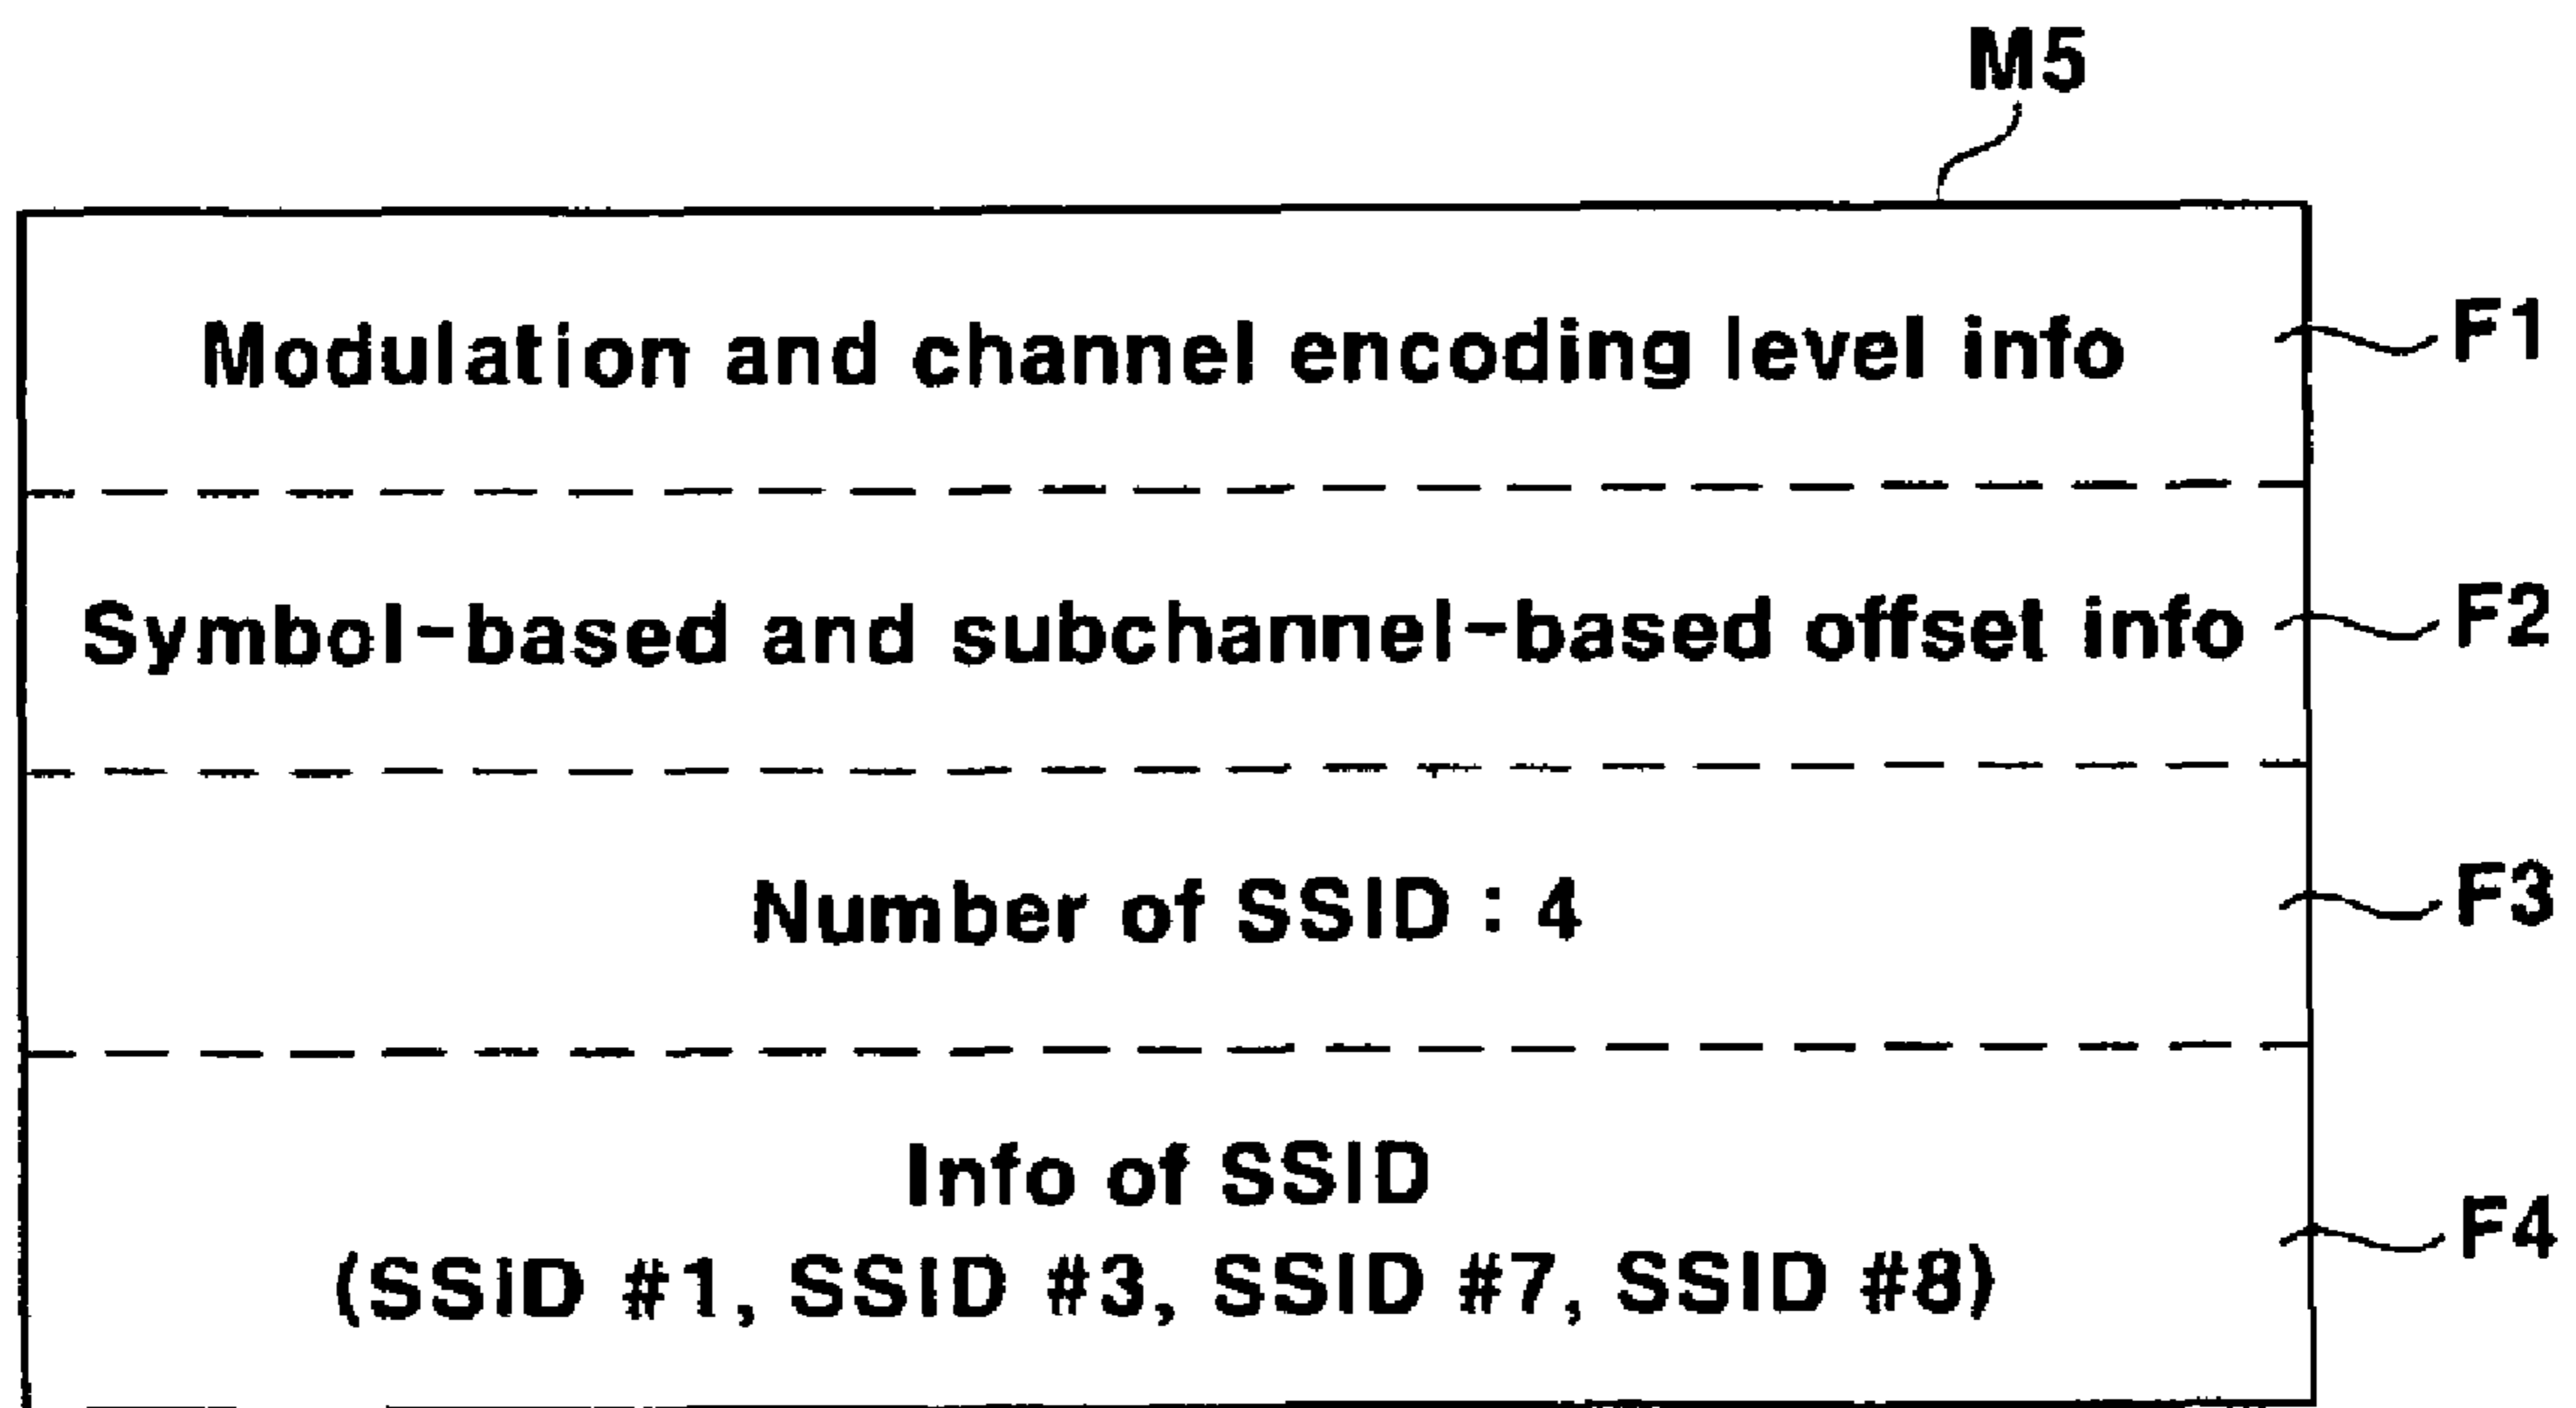 M5
Modulation and channel encoding level info
F1
Symbol-based and subchannel-based offset info
F2
Number of SSID : 4
F3
Info of SSID
(SSID #1, SSID #3, SSID #7, SSID #8)
F4